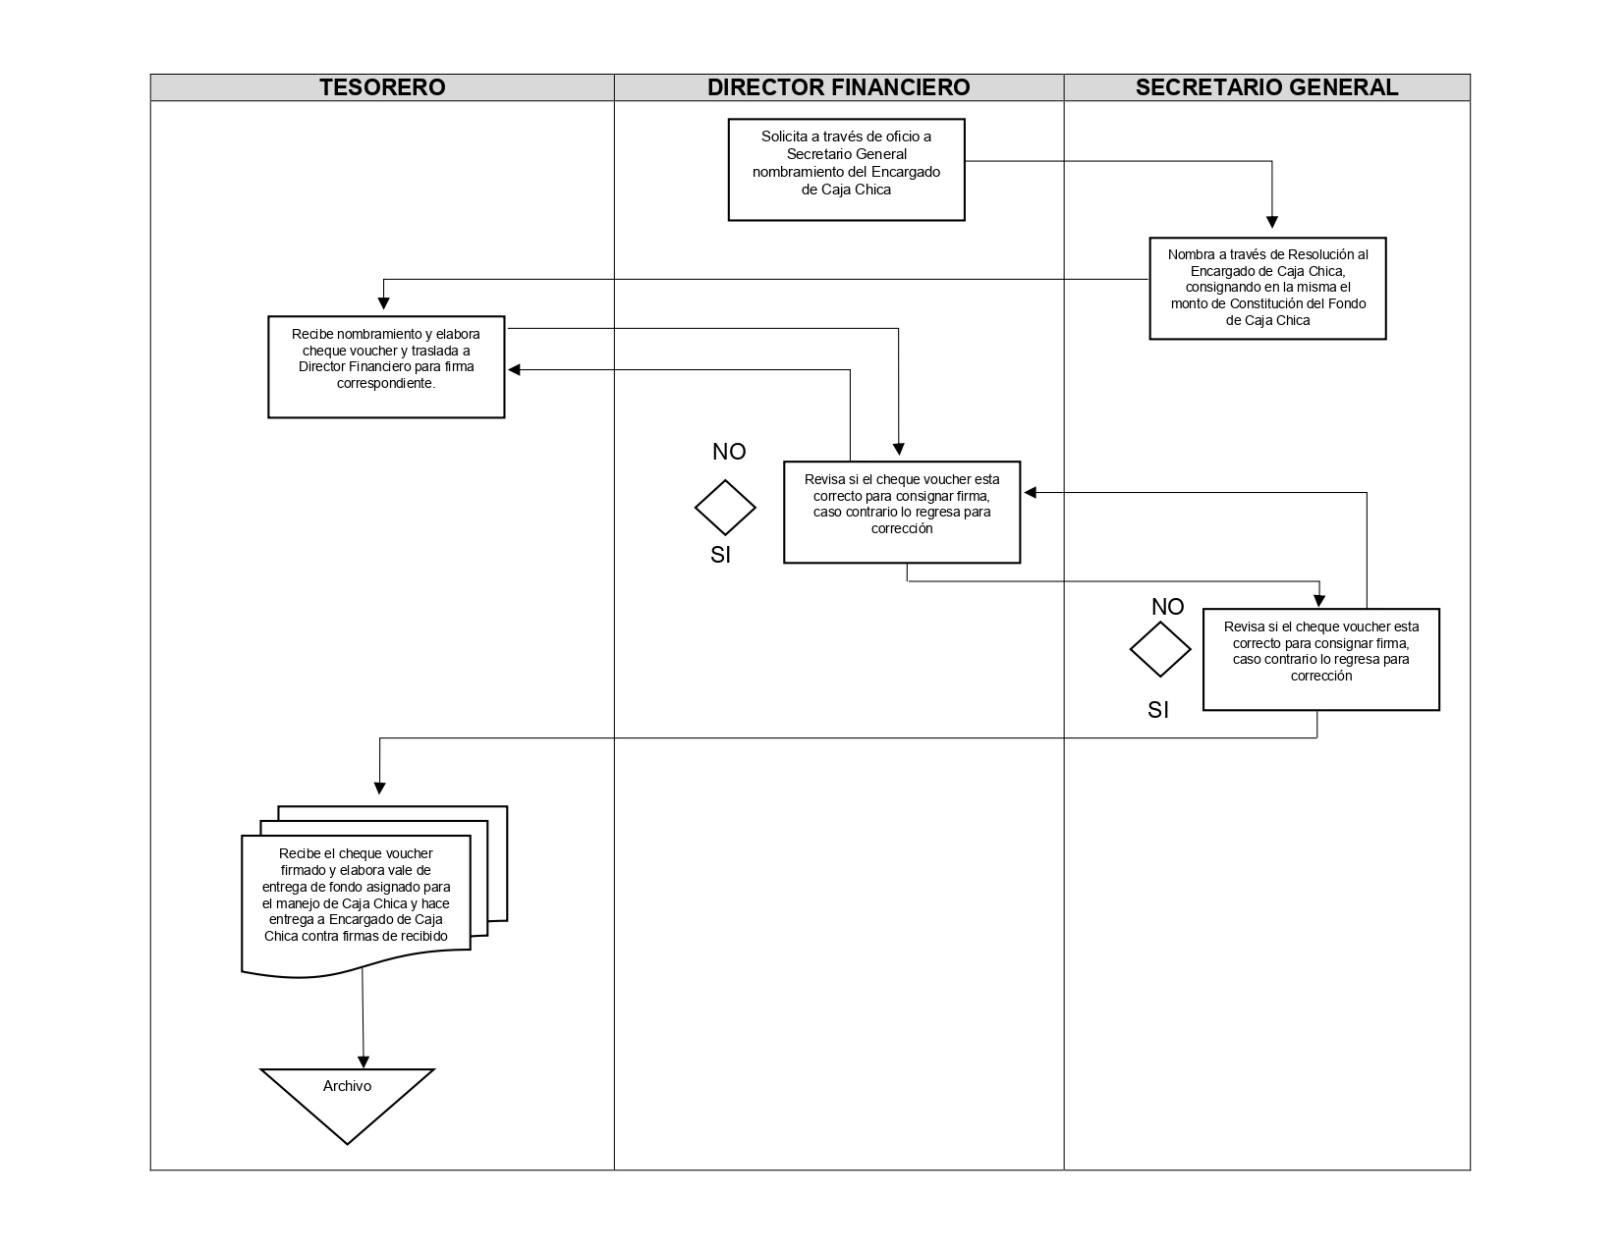 TESORERO
DIRECTOR FINANCIERO
SECRETARIO GENERAL
Solicita a través de oficio a
Secretario General
nombramiento del Encargado
de Caja Chica
Nombra a través de Resolución al
Encargado de Caja Chica,
consignando en la misma el
monto de Constitución del Fondo
de Caja Chica
Recibe nombramiento y elabora
cheque voucher y traslada a
Director Financiero para firma
correspondiente.
NO
SI
Revisa si el cheque voucher esta
correcto para consignar firma,
caso contrario lo regresa para
corrección
NO
SI
Revisa si el cheque voucher esta
correcto para consignar firma,
caso contrario lo regresa para
corrección
Recibe el cheque voucher
firmado y elabora vale de
entrega de fondo asignado para
el manejo de Caja Chica y hace
entrega a Encargado de Caja
Chica contra firmas de recibido
Archivo